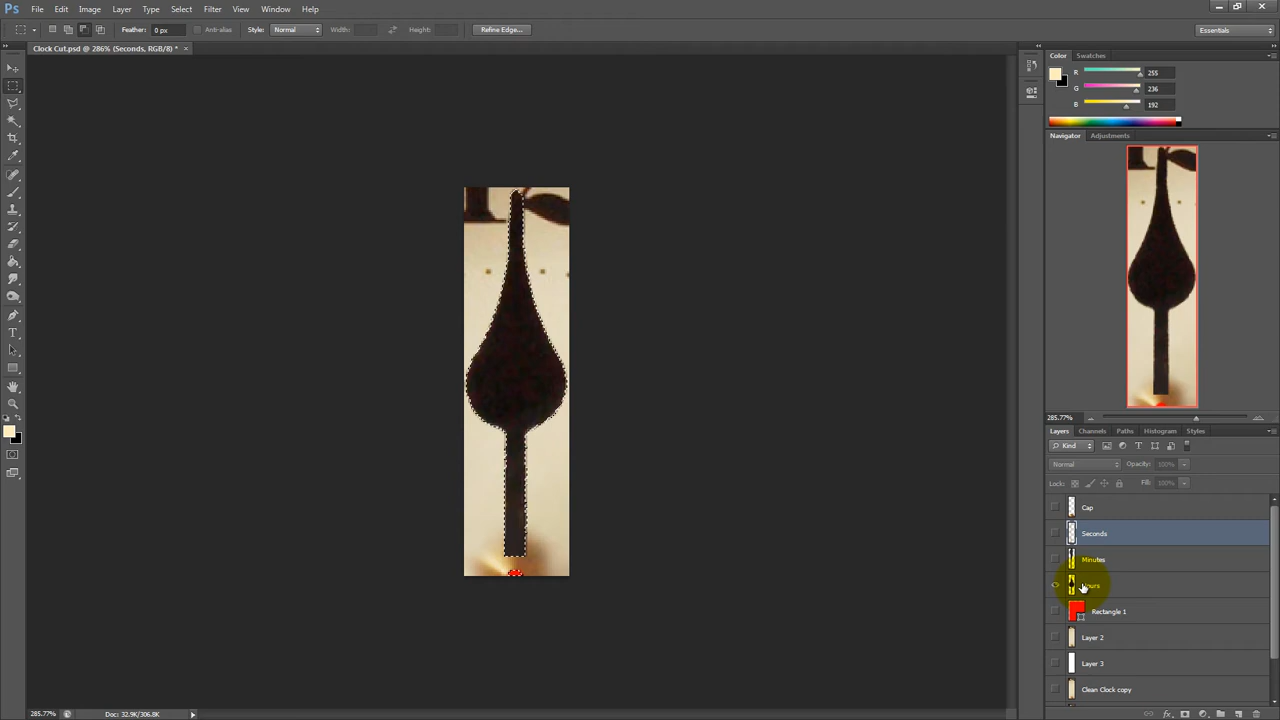 Ps File Edit Image Layer Type Select Filter View Window Help
Feather: 0 px Anti-alias Style: Normal Width: Height: Refine Edge... Essentials
Clock Cut.psd @ 286% (Seconds, RGB/8) * ×
Color Swatches
R 255
G 236
B 192
Navigator Adjustments
285.77%
Layers Channels Paths Histogram Styles
Kind
Normal Opacity: 100%
Lock: Fill: 100%
Cap
Seconds
Minutes
Rectangle 1
Layer 2
Layer 3
Clean Clock copy
285.77% Doc: 32.9K/306.8K